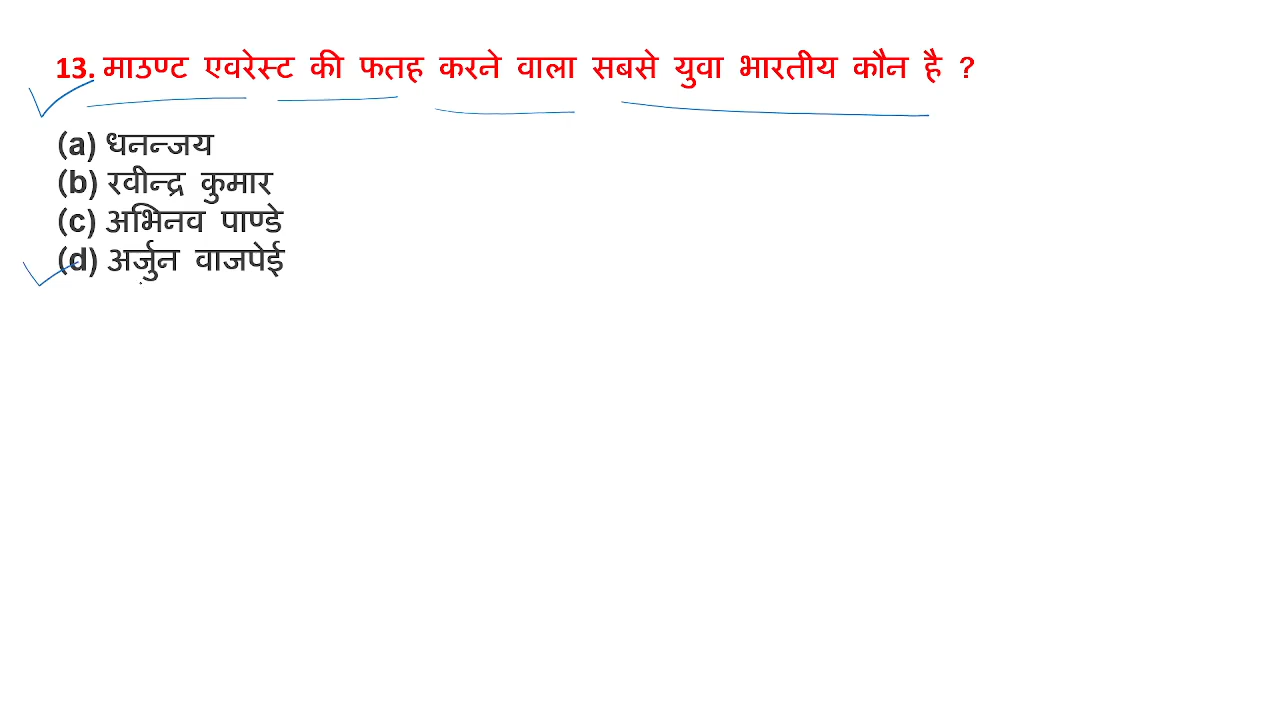 13. माउण्ट एवरेस्ट की फतह करने वाला सबसे युवा भारतीय कौन है ?
(a) धनन्जय
(b) रवीन्द्र कुमार
(c) अभिनव पाण्डे
(d) अर्जुन वाजपेई